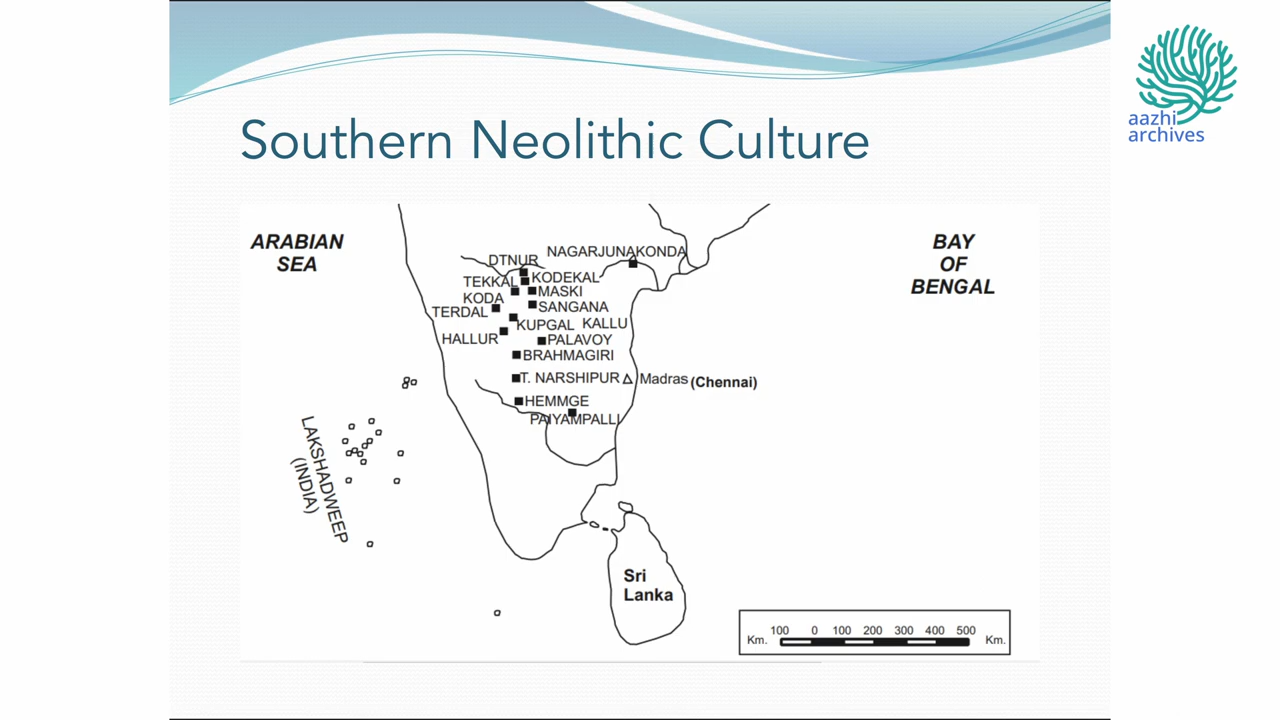 aazhi
archives
Southern Neolithic Culture
ARABIAN
SEA
BAY
OF
BENGAL
NAGARJUNAKONDA
DTNUR
KODEKAL
TEKKAL
MASKI
KODA
SANGANA
TERDAL
KUPGAL KALLU
HALLUR
PALAVOY
BRAHMAGIRI
T. NARSHIPUR
Madras (Chennai)
HEMMGE
PAIYAMPALLI
LAKSHADWEEP
(INDIA)
Sri
Lanka
100 0 100 200 300 400 500
Km. Km.